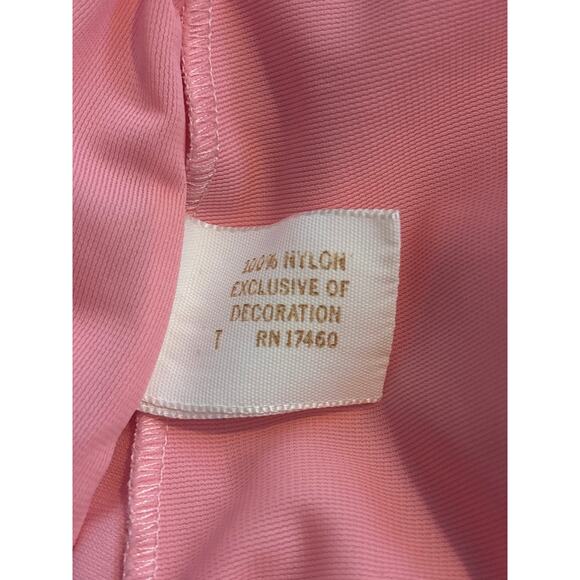 100% NYLON
EXCLUSIVE OF
DECORATION
T RN 17460